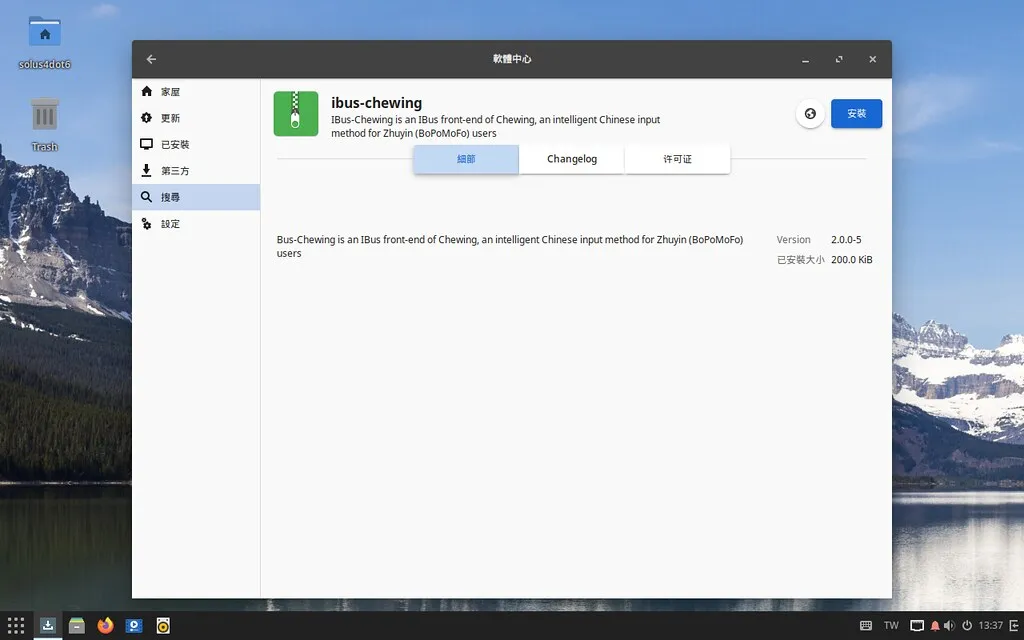 solus4dot6
Trash
軟體中心
家屋
更新
已安裝
第三方
搜尋
設定
ibus-chewing
IBus-Chewing is an IBus front-end of Chewing, an intelligent Chinese input
method for Zhuyin (BoPoMoFo) users
安裝
細節
Changelog
许可证
Bus-Chewing is an IBus front-end of Chewing, an intelligent Chinese input method for Zhuyin (BoPoMoFo)
users
Version 2.0.0-5
已安裝大小 200.0 KiB
TW
13:37